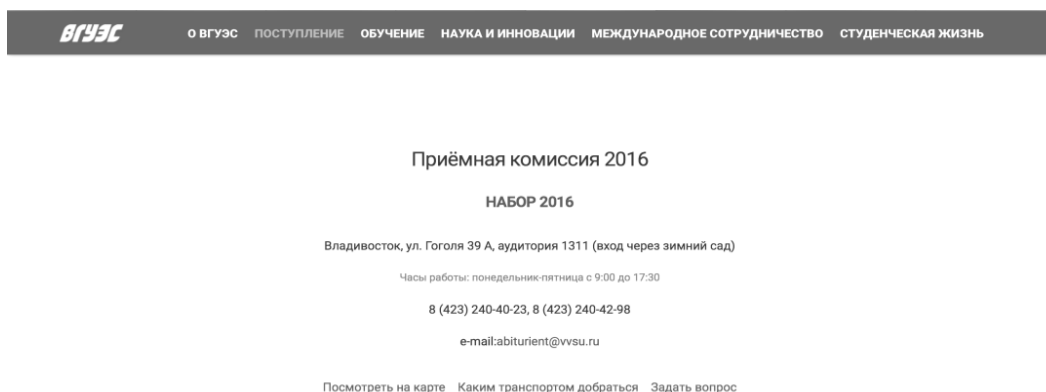 ВГУЭС О ВГУЭС ПОСТУПЛЕНИЕ ОБУЧЕНИЕ НАУКА И ИННОВАЦИИ МЕЖДУНАРОДНОЕ СОТРУДНИЧЕСТВО СТУДЕНЧЕСКАЯ ЖИЗНЬ
Приёмная комиссия 2016
НАБОР 2016
Владивосток, ул. Гоголя 39 А, аудитория 1311 (вход через зимний сад)
Часы работы: понедельник-пятница с 9:00 до 17:30
8 (423) 240-40-23, 8 (423) 240-42-98
e-mail:abiturient@vvsu.ru
Посмотреть на карте Каким транспортом добраться Задать вопрос